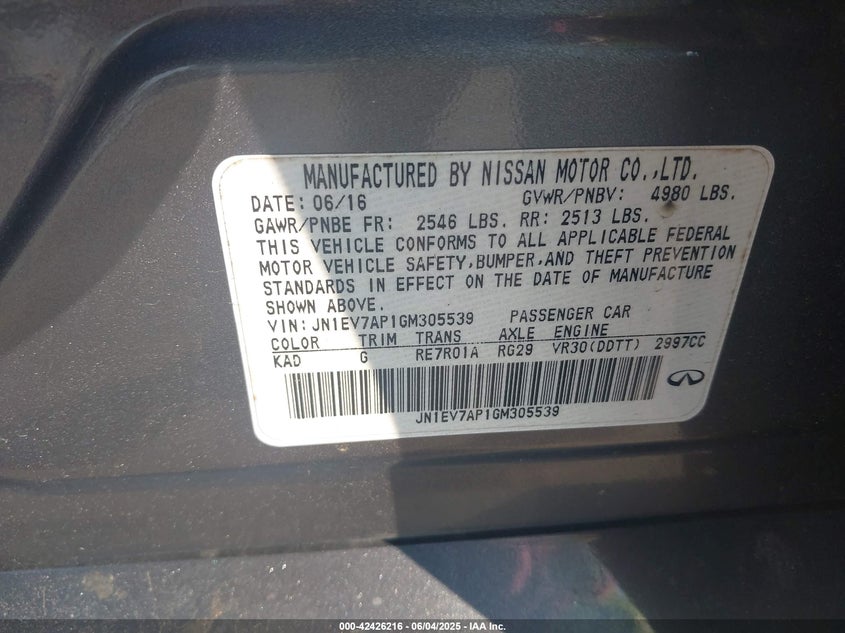 MANUFACTURED BY NISSAN MOTOR CO.,LTD.
DATE: 06/16 GVWR/PNBV: 4980 LBS.
GAWR/PNBE FR: 2546 LBS. RR: 2513 LBS.
THIS VEHICLE CONFORMS TO ALL APPLICABLE FEDERAL
MOTOR VEHICLE SAFETY,BUMPER,AND THEFT PREVENTION
STANDARDS IN EFFECT ON THE DATE OF MANUFACTURE
SHOWN ABOVE.
VIN: JN1EV7AP1GM305539 PASSENGER CAR
COLOR TRIM TRANS AXLE ENGINE
KAD G RE7R01A RG29 VR30(DDTT) 2997CC
JN1EV7AP1GM305539
000-42426216 - 06/04/2025 - IAA Inc.